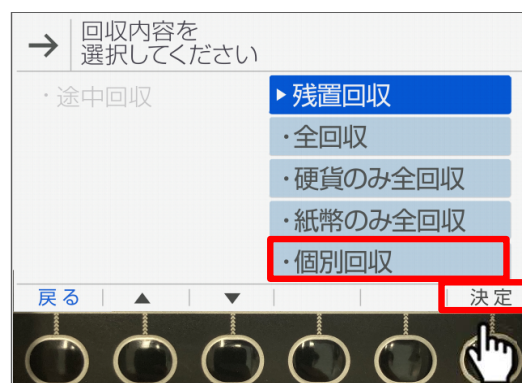 → 回収内容を
選択してください
・途中回収
▶残置回収
・全回収
・硬貨のみ全回収
・紙幣のみ全回収
・個別回収
戻る ▲ ▼ 決定